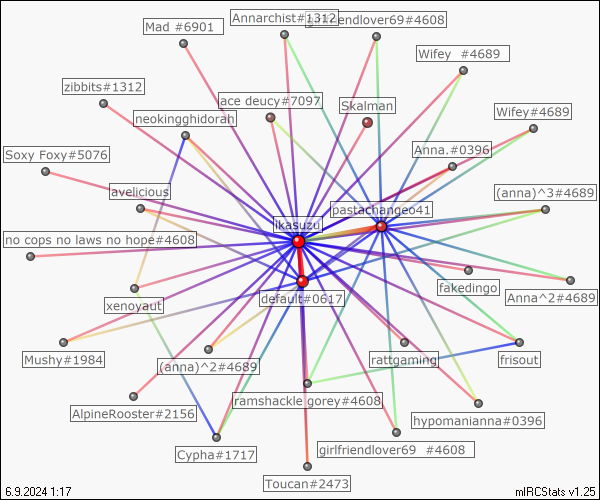 Annarchist#1312
girlfriendlover69#4608
Mad #6901
Wifey  #4689
zibbits#1312
ace deucy#7097
Skalman
neokingghidorah
Wifey#4689
Soxy Foxy#5076
Anna.#0396
avelicious
(anna)^3#4689
ikasuzu
pastachangeo41
no cops no laws no hope#4608
fakedingo
default#0617
Anna^2#4689
xenoyaut
Mushy#1984
(anna)^2#4689
rattgaming
frisout
ramshackle gorey#4608
AlpineRooster#2156
hypomanianna#0396
Cypha#1717
girlfriendlover69  #4608
Toucan#2473
6.9.2024 1:17
mIRCStats v1.25